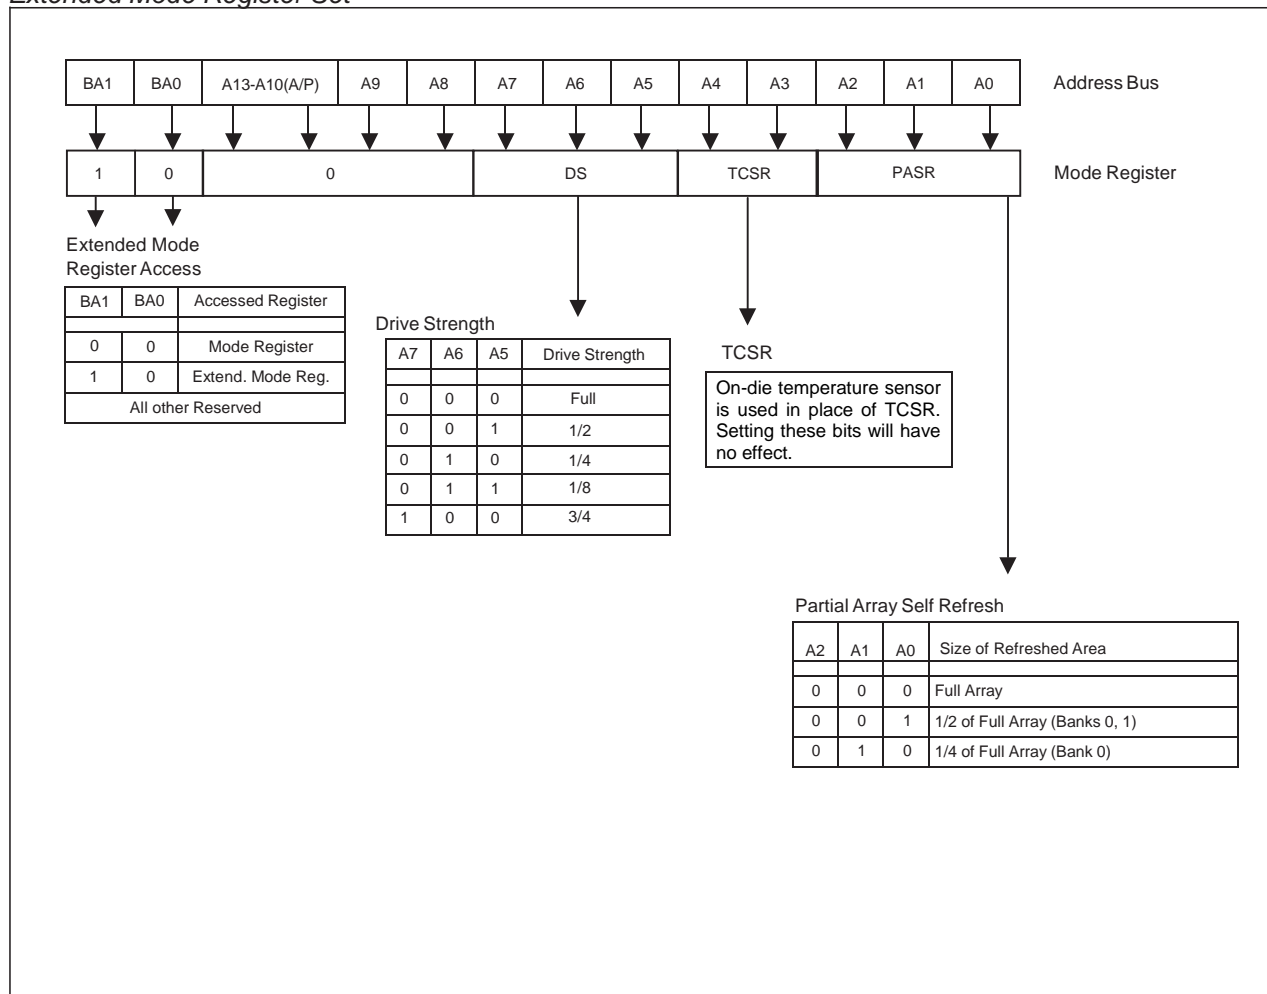 Extended Mode Register Set
BA1 BA0 A13-A10(A/P) A9 A8 A7 A6 A5 A4 A3 A2 A1 A0 Address Bus
1 0 0 DS TCSR PASR Mode Register
Extended Mode
Register Access
BA1 BA0 Accessed Register
0 0 Mode Register
1 0 Extend. Mode Reg.
All other Reserved
Drive Strength
A7 A6 A5 Drive Strength
0 0 0 Full
0 0 1 1/2
0 1 0 1/4
0 1 1 1/8
1 0 0 3/4
TCSR
On-die temperature sensor
is used in place of TCSR.
Setting these bits will have
no effect.
Partial Array Self Refresh
A2 A1 A0 Size of Refreshed Area
0 0 0 Full Array
0 0 1 1/2 of Full Array (Banks 0, 1)
0 1 0 1/4 of Full Array (Bank 0)